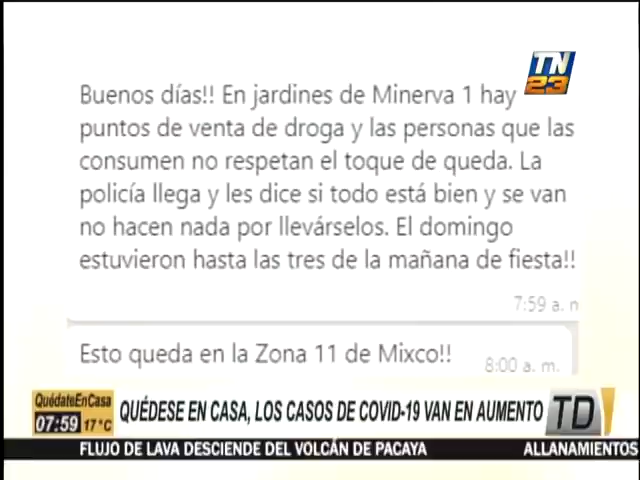 TN
23
Buenos días!! En jardines de Minerva 1 hay
puntos de venta de droga y las personas que las
consumen no respetan el toque de queda. La
policía llega y les dice si todo está bien y se van
no hacen nada por llevárselos. El domingo
estuvieron hasta las tres de la mañana de fiesta!!
7:59 a. n
Esto queda en la Zona 11 de Mixco!!
8:00 a. m.
QuédateEnCasa
07:59 17°C
QUÉDESE EN CASA, LOS CASOS DE COVID-19 VAN EN AUMENTO
TD!
FLUJO DE LAVA DESCIENDE DEL VOLCÁN DE PACAYA ALLANAMIENTOS